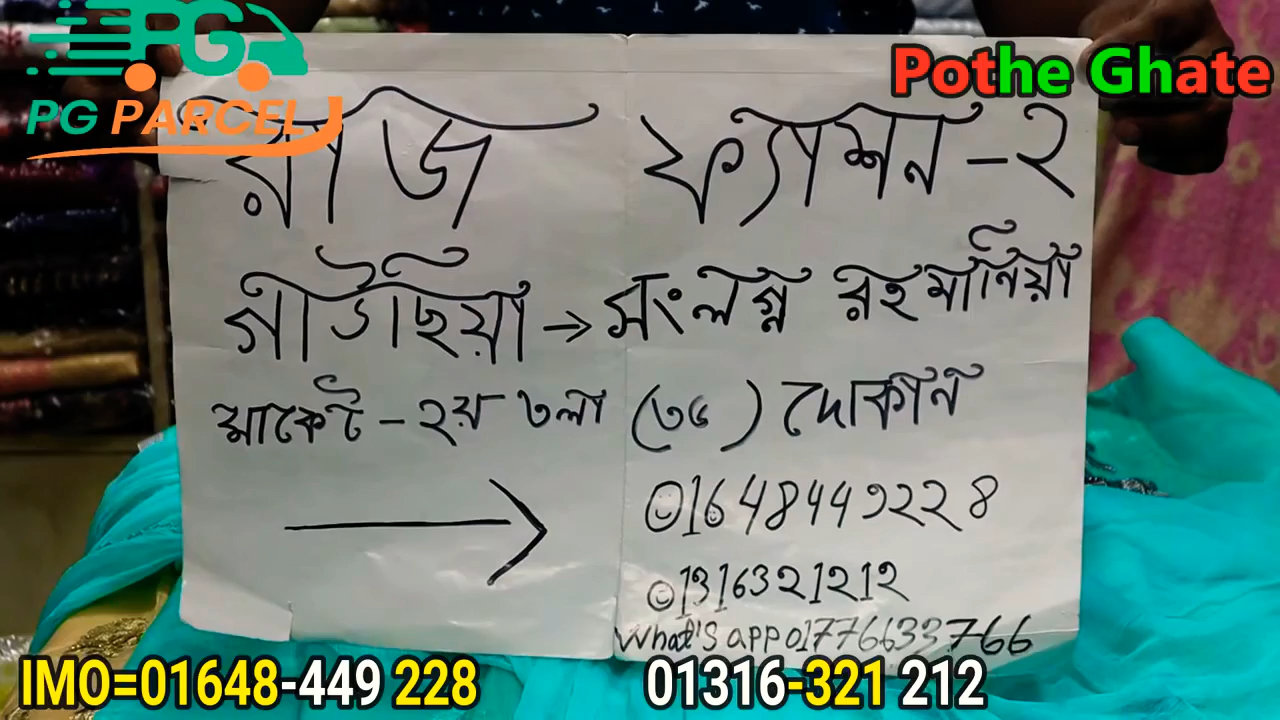 PG
PG PARCEL
Pothe Ghate
রাজ ফ্যাশন-২
গাউছিয়া → সংলগ্ন রহমানিয়া
মার্কেট - ২য় তলা (৩৬) দোকান
01648449228
01316321212
What's app 01776633766
IMO=01648-449 228
01316-321 212